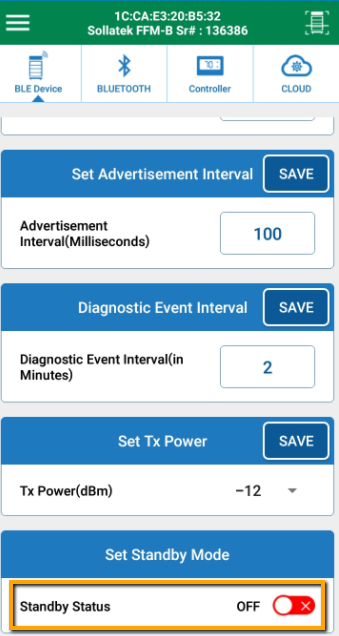 1C:CA:E3:20:B5:32
Sollatek FFM-B Sr# : 136386
BLE Device
BLUETOOTH
Controller
CLOUD
Set Advertisement Interval
SAVE
Advertisement
Interval(Milliseconds)
100
Diagnostic Event Interval
SAVE
Diagnostic Event Interval(in
Minutes)
2
Set Tx Power
SAVE
Tx Power(dBm)
−12
Set Standby Mode
Standby Status
OFF